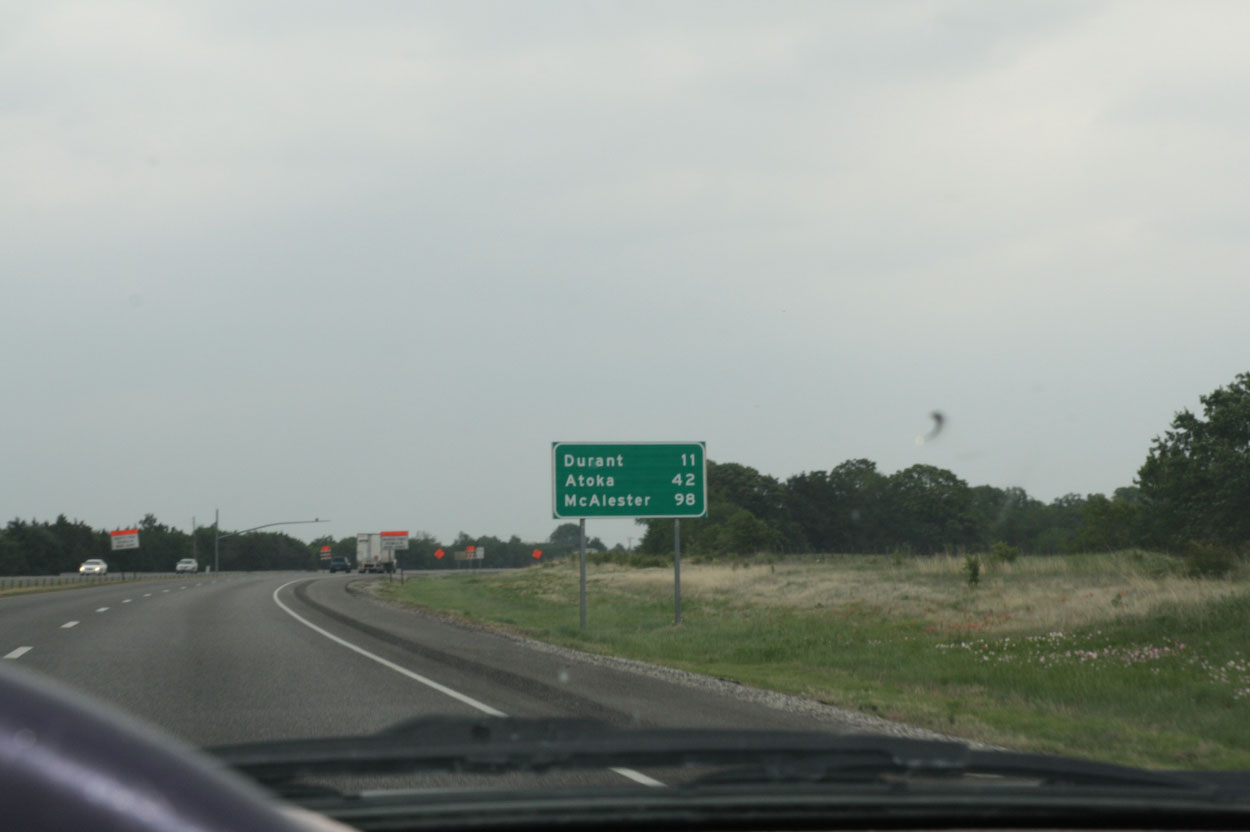 Durant 11
Atoka 42
McAlester 98